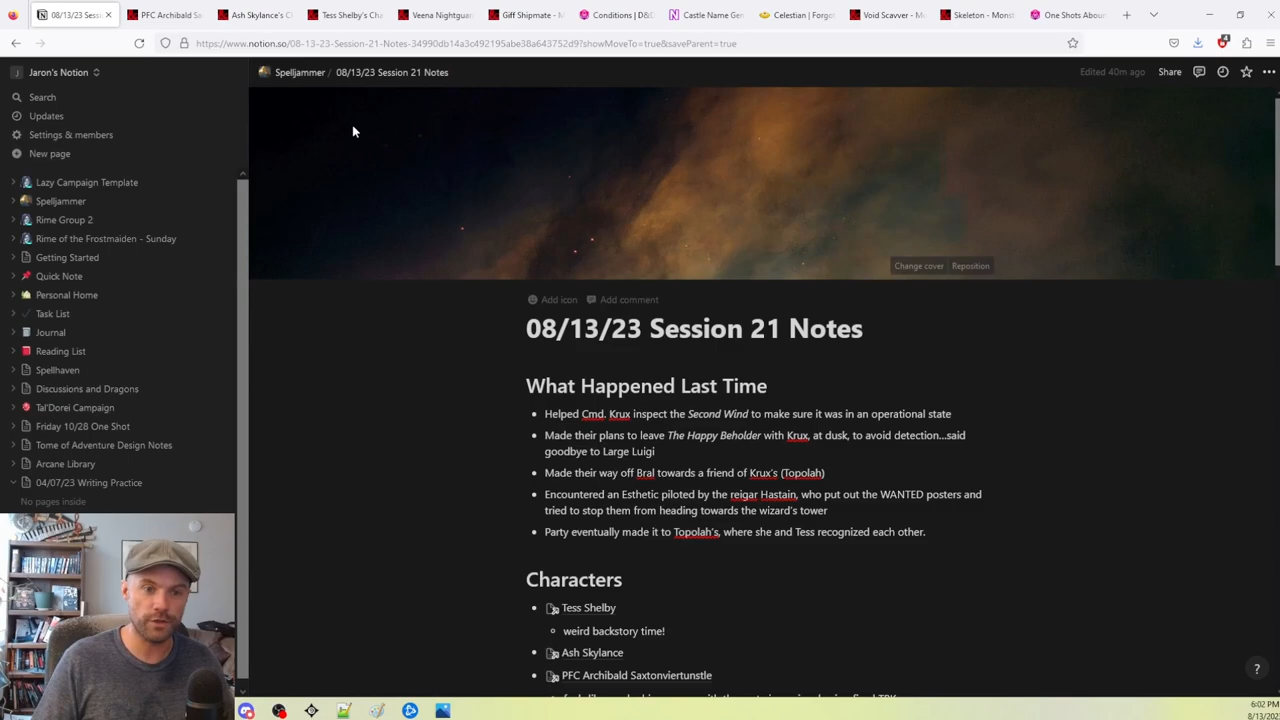 08/13/23 Sess
PFC Archibald Sa
Ash Skylance's C
Tess Shelby's Cha
Veena Nightguar
Giff Shipmate - M
Conditions | D&D
Castle Name Gen
Celestian | Forgo
Void Scavver - Mo
Skeleton - Monst
One Shots Aboun
https://www.notion.so/08-13-23-Session-21-Notes-34990db14a3c492195abe38a643752d9?showMoveTo=true&saveParent=true
Jaron's Notion
Spelljammer / 08/13/23 Session 21 Notes
Edited 40m ago
Share
Search
Updates
Settings & members
New page
Lazy Campaign Template
Spelljammer
Rime Group 2
Rime of the Frostmaiden - Sunday
Getting Started
Quick Note
Personal Home
Task List
Journal
Reading List
Spellhaven
Discussions and Dragons
Tal'Dorei Campaign
Friday 10/28 One Shot
Tome of Adventure Design Notes
Arcane Library
04/07/23 Writing Practice
No pages inside
Change cover
Reposition
Add icon
Add comment
08/13/23 Session 21 Notes
What Happened Last Time
Helped Cmd. Krux inspect the Second Wind to make sure it was in an operational state
Made their plans to leave The Happy Beholder with Krux, at dusk, to avoid detection...said
goodbye to Large Luigi
Made their way off Bral towards a friend of Krux's (Topolah)
Encountered an Esthetic piloted by the reigar Hastain, who put out the WANTED posters and
tried to stop them from heading towards the wizard's tower
Party eventually made it to Topolah's, where she and Tess recognized each other.
Characters
Tess Shelby
weird backstory time!
Ash Skylance
PFC Archibald Saxtonviertunstle
?
6:02 PM
8/13/202